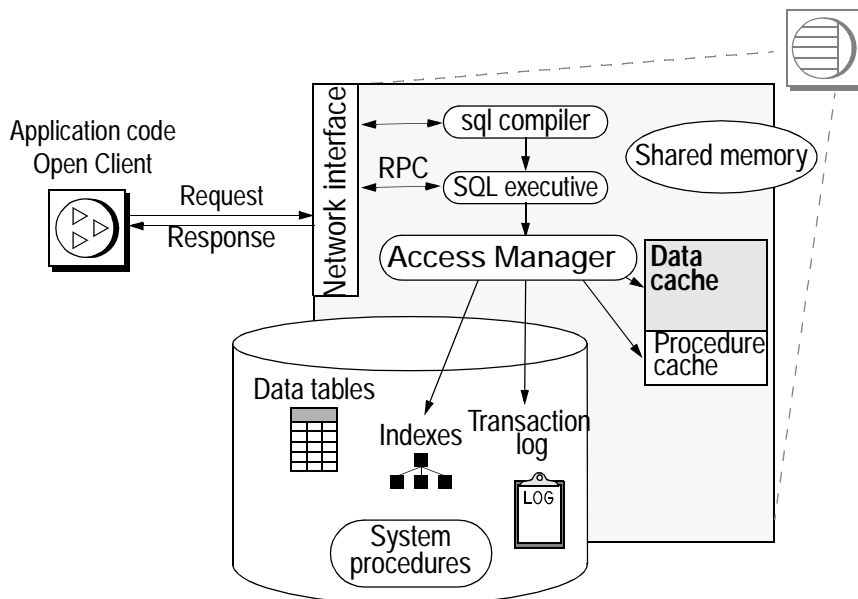 Application code
Open Client
Request
Response
Network interface
sql compiler
RPC
SQL executive
Shared memory
Access Manager
Data
cache
Procedure
cache
Data tables
Indexes
Transaction
log
LOG
System
procedures